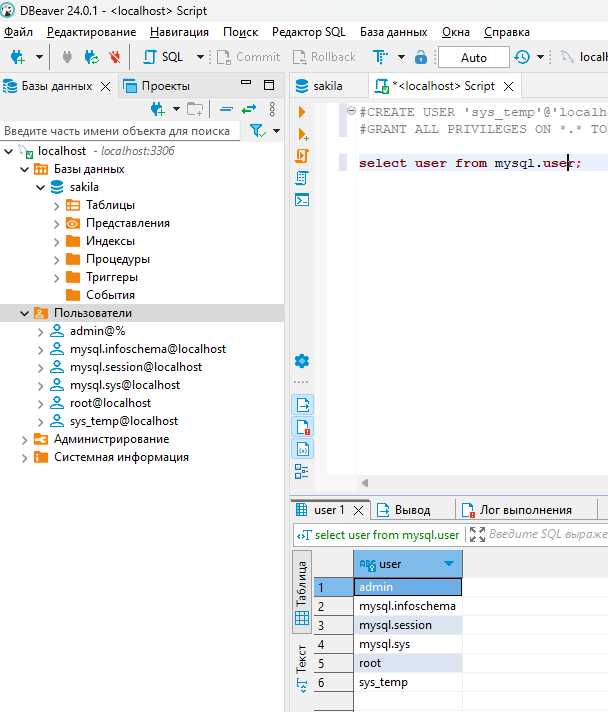 DBeaver 24.0.1 - <localhost> Script
Файл Редактирование Навигация Поиск Редактор SQL База данных Окна Справка
SQL Commit Rollback Auto
Базы данных Проекты
Введите часть имени объекта для поиска
localhost - localhost:3306
Базы данных
sakila
Таблицы
Представления
Индексы
Процедуры
Триггеры
События
Пользователи
admin@%
mysql.infoschema@localhost
mysql.session@localhost
mysql.sys@localhost
root@localhost
sys_temp@localhost
Администрирование
Системная информация
sakila *<localhost> Script
#CREATE USER 'sys_temp'@'localh
#GRANT ALL PRIVILEGES ON *.* TO
select user from mysql.user;
user 1 Вывод Лог выполнения
select user from mysql.user Введите SQL выраже
Таблица
Текст
ABC user
1 admin
2 mysql.infoschema
3 mysql.session
4 mysql.sys
5 root
6 sys_temp